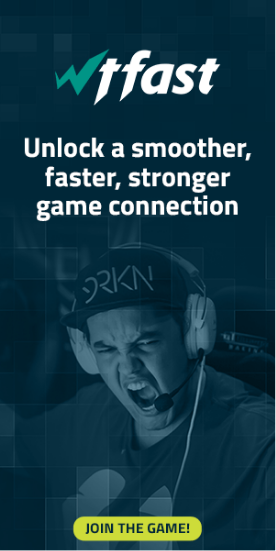 wtfast
Unlock a smoother,
faster, stronger
game connection
DRKN
JOIN THE GAME!